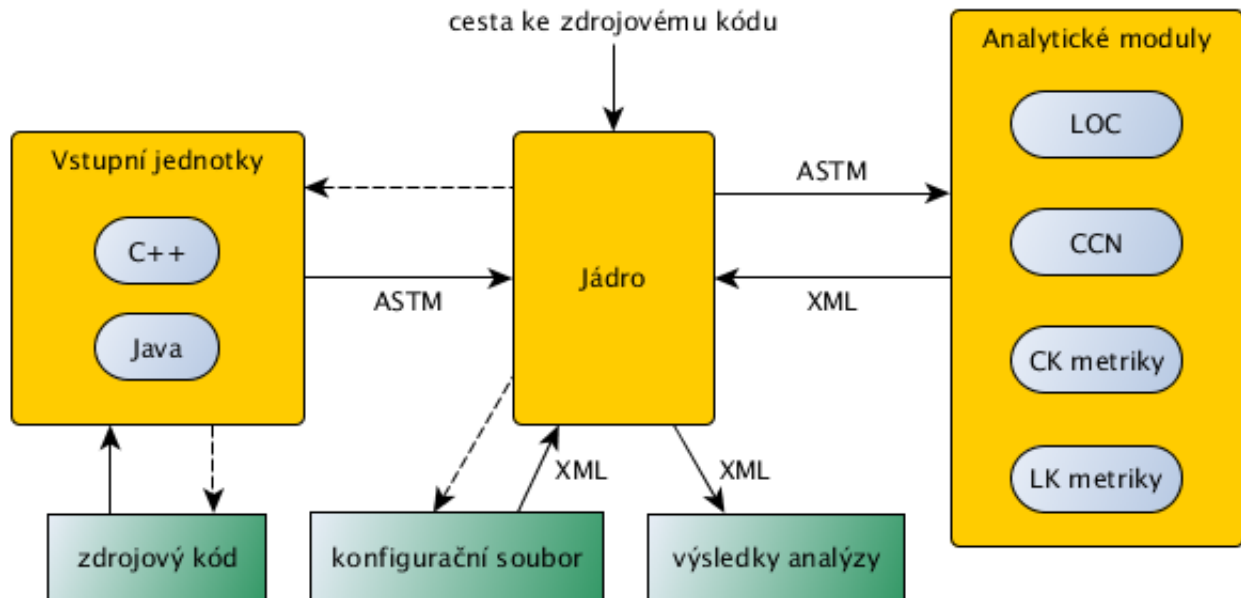 cesta ke zdrojovému kódu
Analytické moduly
LOC
CCN
CK metriky
LK metriky
Vstupní jednotky
C++
Java
Jádro
ASTM
XML
ASTM
XML
XML
zdrojový kód
konfigurační soubor
výsledky analýzy